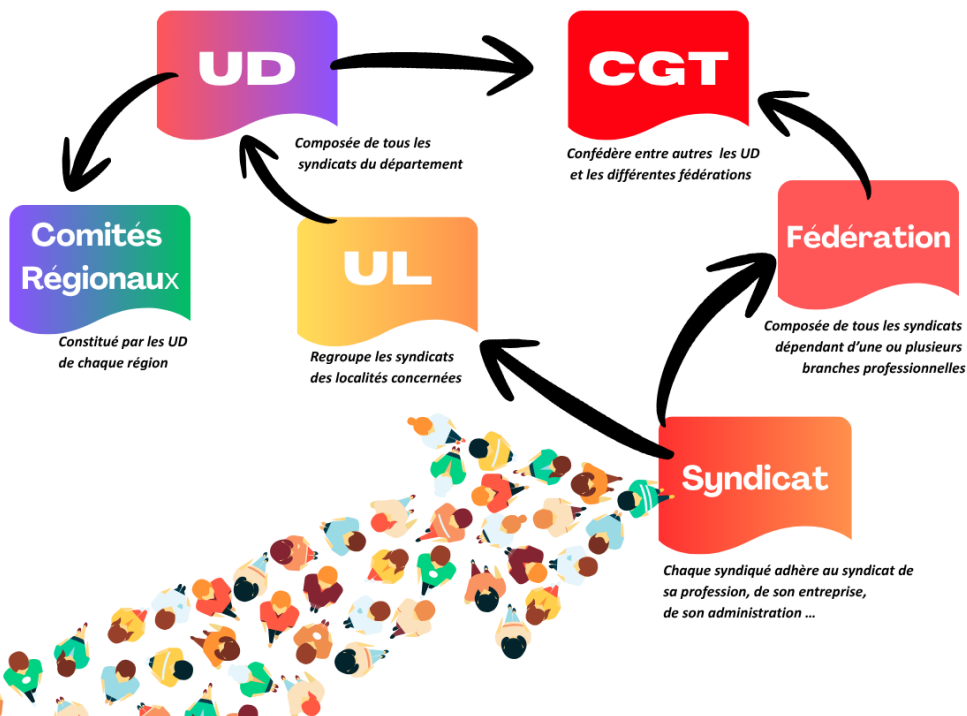 UD
Composée de tous les
syndicats du département
CGT
Confédère entre autres les UD
et les différentes fédérations
Comités
Régionaux
Constitué par les UD
de chaque région
UL
Regroupe les syndicats
des localités concernées
Fédération
Composée de tous les syndicats
dépendant d'une ou plusieurs
branches professionnelles
Syndicat
Chaque syndiqué adhère au syndicat de
sa profession, de son entreprise,
de son administration ...